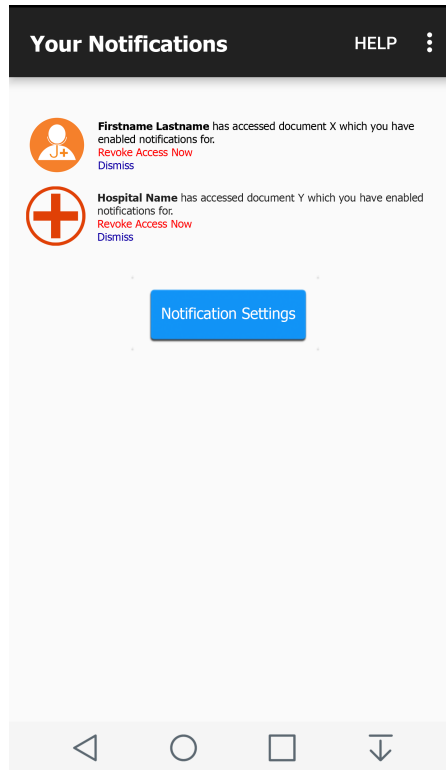 Your Notifications HELP
Firstname Lastname has accessed document X which you have
enabled notifications for.
Revoke Access Now
Dismiss
Hospital Name has accessed document Y which you have enabled
notifications for.
Revoke Access Now
Dismiss
Notification Settings